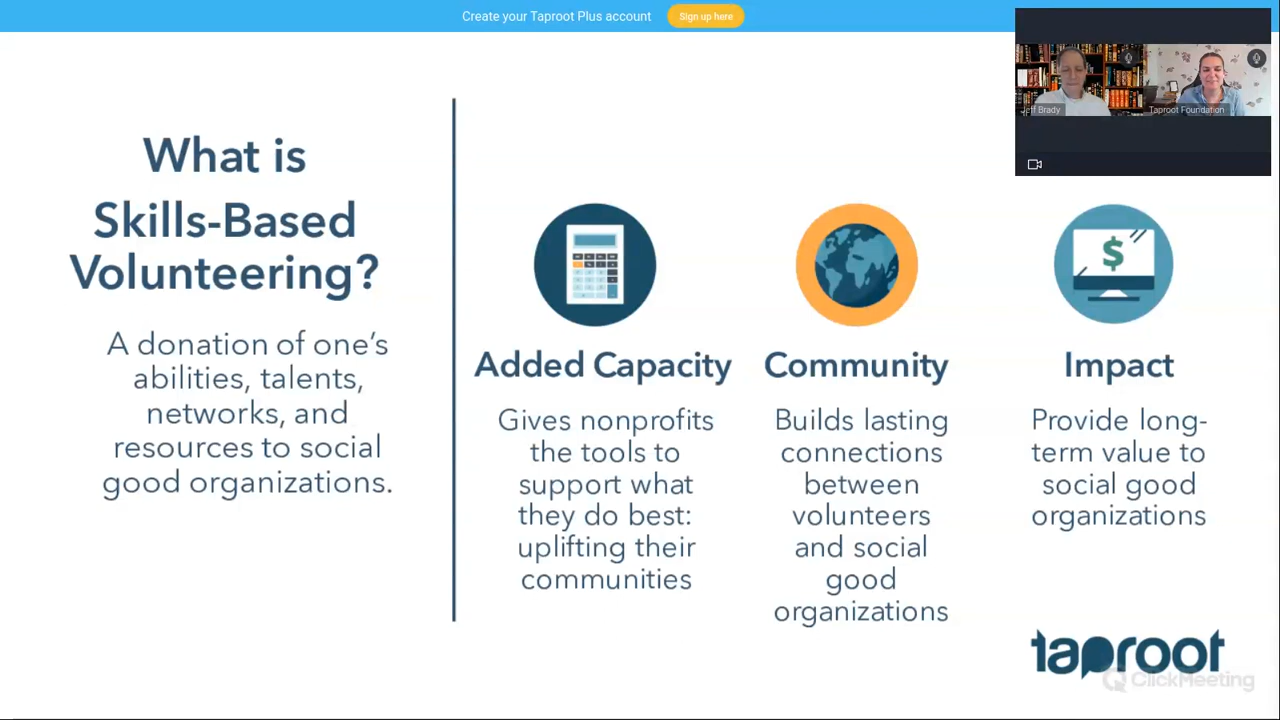 Create your Taproot Plus account
Sign up here
Jeff Brady
Taproot Foundation
What is
Skills-Based
Volunteering?
A donation of one's
abilities, talents,
networks, and
resources to social
good organizations.
Added Capacity
Gives nonprofits
the tools to
support what
they do best:
uplifting their
communities
Community
Builds lasting
connections
between
volunteers
and social
good
organizations
$
Impact
Provide long-
term value to
social good
organizations
taproot
ClickMeeting